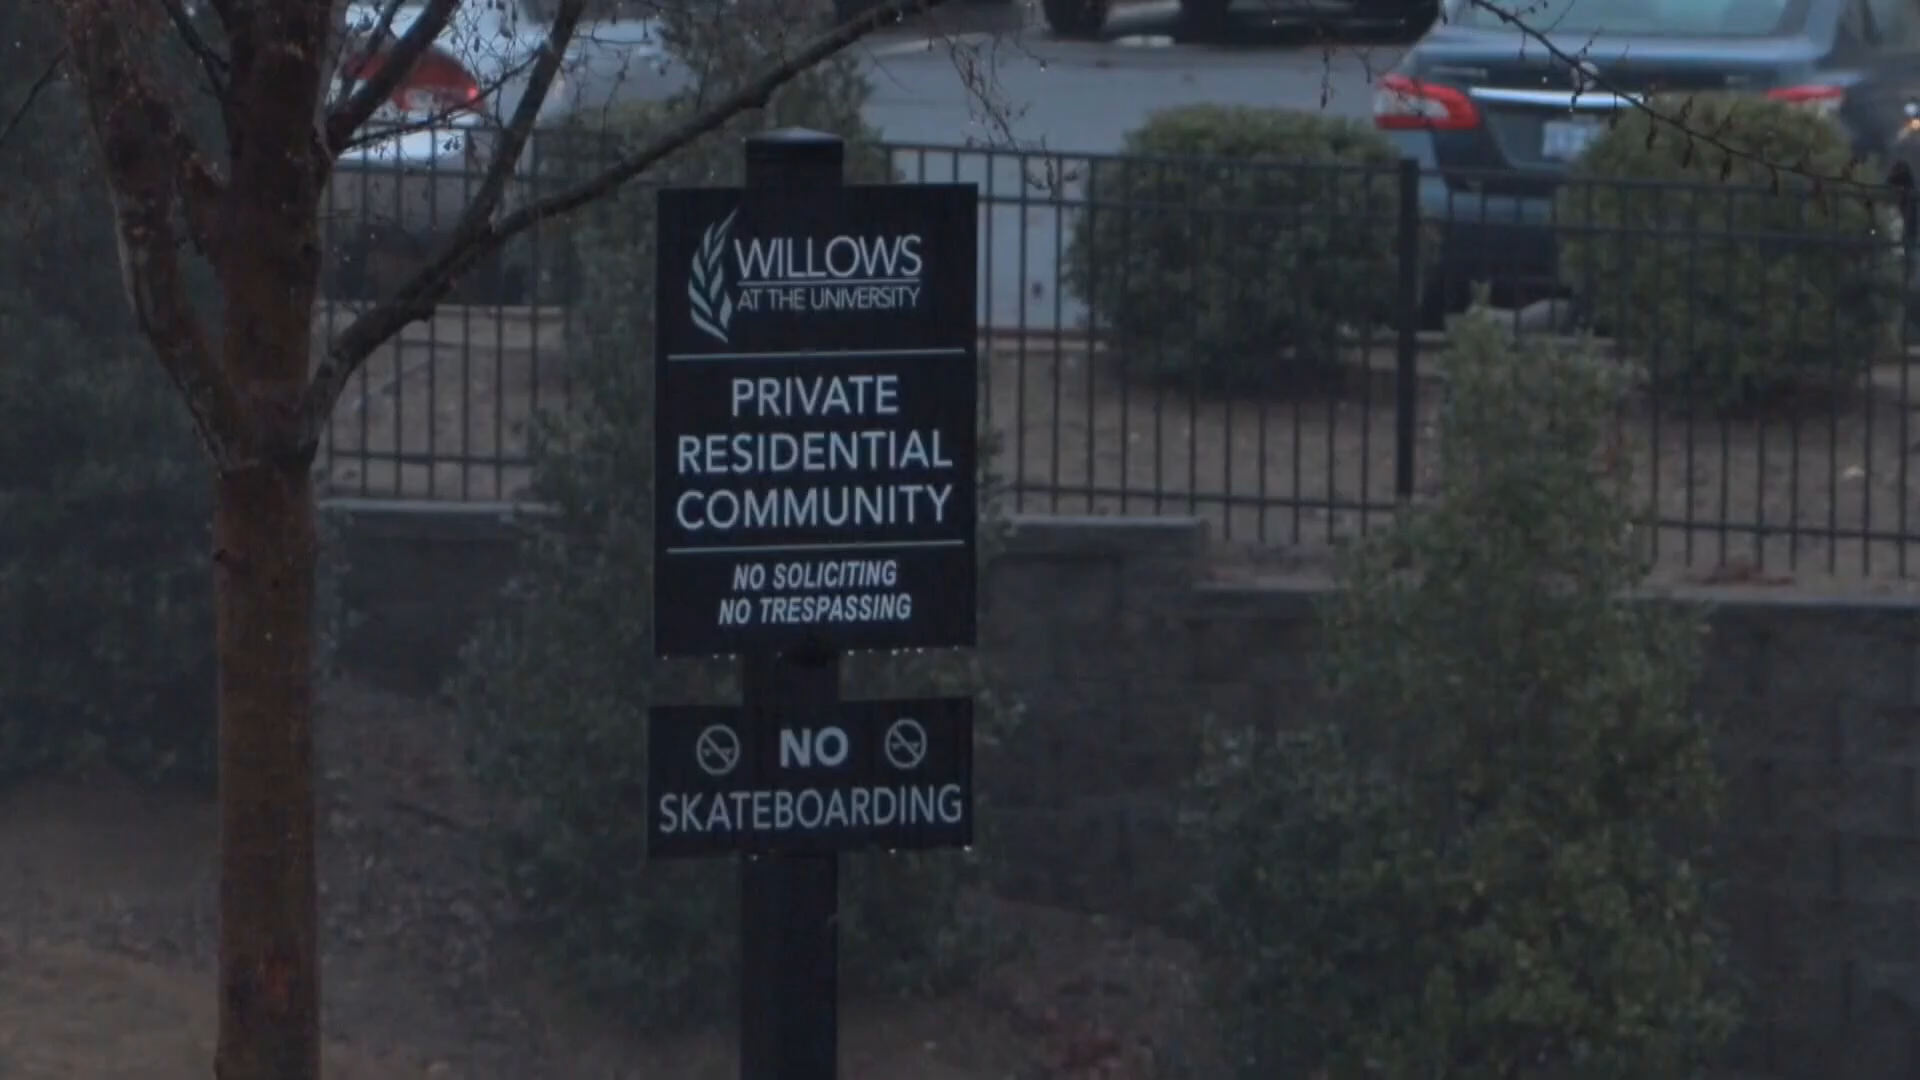 WILLOWS
AT THE UNIVERSITY
PRIVATE
RESIDENTIAL
COMMUNITY
NO SOLICITING
NO TRESPASSING
NO
SKATEBOARDING